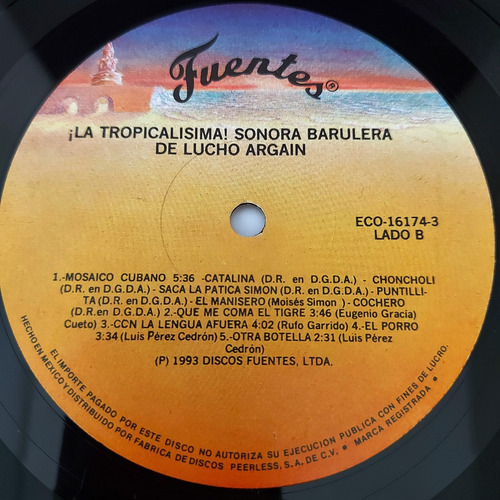 Fuentes®
¡LA TROPICALISIMA! SONORA BARULERA
DE LUCHO ARGAIN
ECO-16174-3
LADO B
1.-MOSAICO CUBANO 5:36 -CATALINA (D.R. en D.G.D.A.) - CHONCHOLI
(D.R. en D.G.D.A.) - SACA LA PATICA SIMON (D.R. en D.G.D.A.) - PUNTILLI-
TA (D.R. en D.G.D.A.) - EL MANISERO (Moisés Simon ) - COCHERO
(D.R.en D.G.D.A.) 2.-QUE ME COMA EL TIGRE 3:46 (Eugenio Gracia)
Cueto) 3.-CCN LA LENGUA AFUERA 4:02 (Rufo Garrido) 4.-EL PORRO
3:34 (Luis Pérez Cedrón) 5.-OTRA BOTELLA 2:31 (Luis Pérez
Cedrón)
(P) 1993 DISCOS FUENTES, LTDA.
EL IMPORTE PAGADO POR ESTE DISCO NO AUTORIZA SU EJECUCION PUBLICA CON FINES DE LUCRO.
HECHO EN MEXICO Y DISTRIBUIDO POR FABRICA DE DISCOS PEERLESS, S.A. DE C.V. - MARCA REGISTRADA.